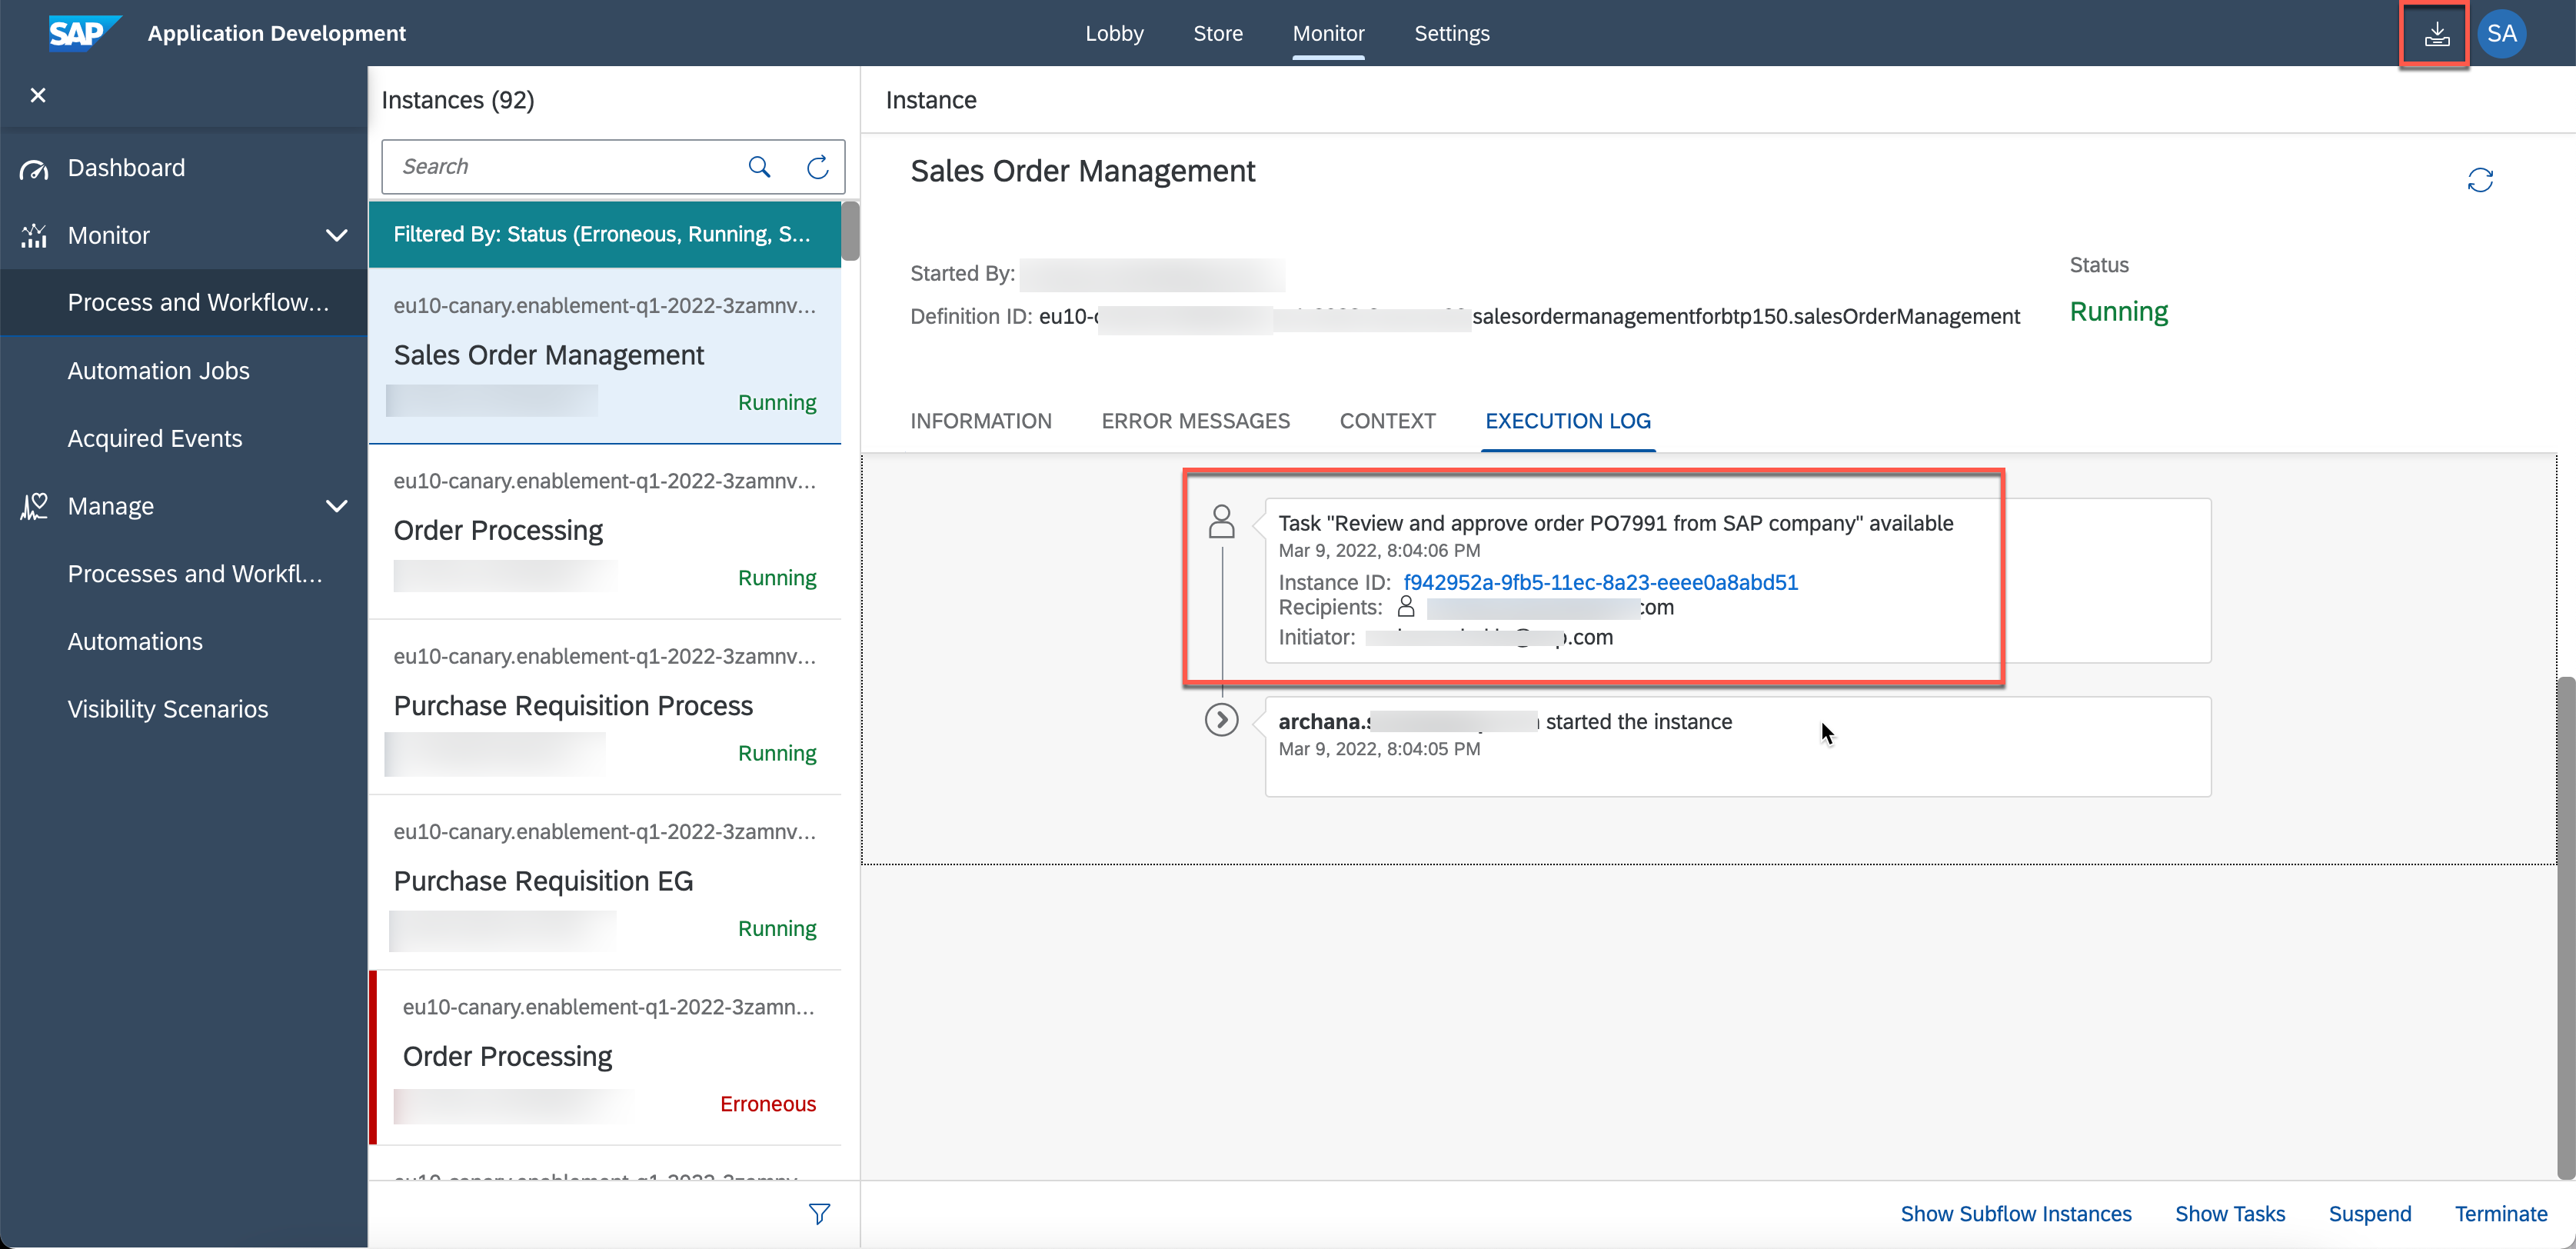 SAP Application Development Lobby Store Monitor Settings SA
Dashboard
Monitor
Process and Workflow...
Automation Jobs
Acquired Events
Manage
Processes and Workfl...
Automations
Visibility Scenarios
Instances (92)
Search
Filtered By: Status (Erroneous, Running, S...
eu10-canary.enablement-q1-2022-3zamnv...
Sales Order Management
Running
eu10-canary.enablement-q1-2022-3zamnv...
Order Processing
Running
eu10-canary.enablement-q1-2022-3zamnv...
Purchase Requisition Process
Running
eu10-canary.enablement-q1-2022-3zamnv...
Purchase Requisition EG
Running
eu10-canary.enablement-q1-2022-3zamn...
Order Processing
Erroneous
Instance
Sales Order Management
Started By:
Definition ID: eu10- salesordermanagementforbtp150.salesOrderManagement
Status
Running
INFORMATION ERROR MESSAGES CONTEXT EXECUTION LOG
Task "Review and approve order PO7991 from SAP company" available
Mar 9, 2022, 8:04:06 PM
Instance ID: f942952a-9fb5-11ec-8a23-eeee0a8abd51
Recipients: com
Initiator: .com
archana.s started the instance
Mar 9, 2022, 8:04:05 PM
Show Subflow Instances Show Tasks Suspend Terminate